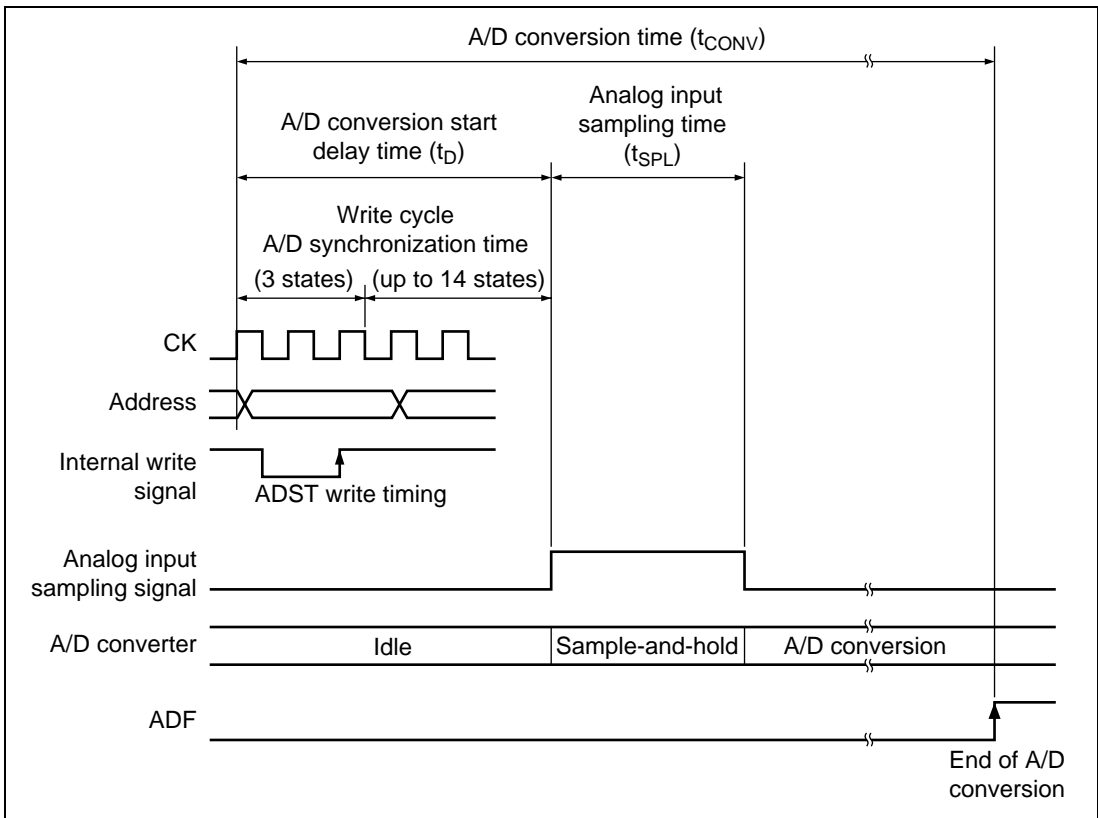 A/D conversion time (tCONV)
Analog input
sampling time
(tSPL)
A/D conversion start
delay time (tD)
Write cycle
A/D synchronization time
(3 states) (up to 14 states)
CK
Address
Internal write
signal
ADST write timing
Analog input
sampling signal
A/D converter
Idle
Sample-and-hold
A/D conversion
ADF
End of A/D
conversion